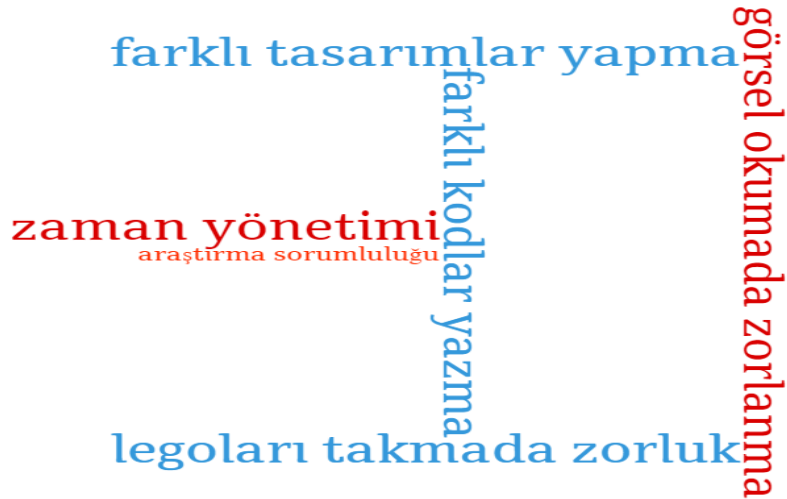 farklı tasarımlar yapma
görsel okumada zorlanma
farklı kodlar yazma
zaman yönetimi
araştırma sorumluluğu
legoları takmada zorluk